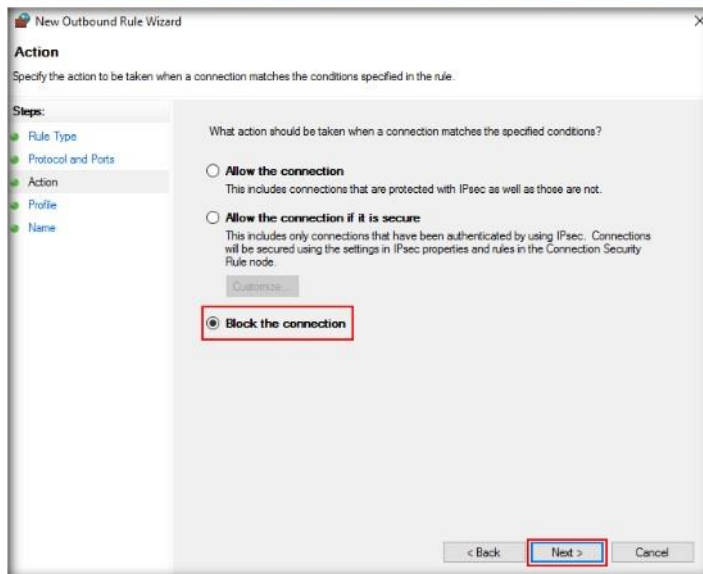 New Outbound Rule Wizard
Action
Specify the action to be taken when a connection matches the conditions specified in the rule.
Steps:
Rule Type
Protocol and Ports
Action
Profile
Name
What action should be taken when a connection matches the specified conditions?
Allow the connection
This includes connections that are protected with IPsec as well as those are not.
Allow the connection if it is secure
This includes only connections that have been authenticated by using IPsec. Connections
will be secured using the settings in IPsec properties and rules in the Connection Security
Rule node.
Customize...
Block the connection
< Back
Next >
Cancel